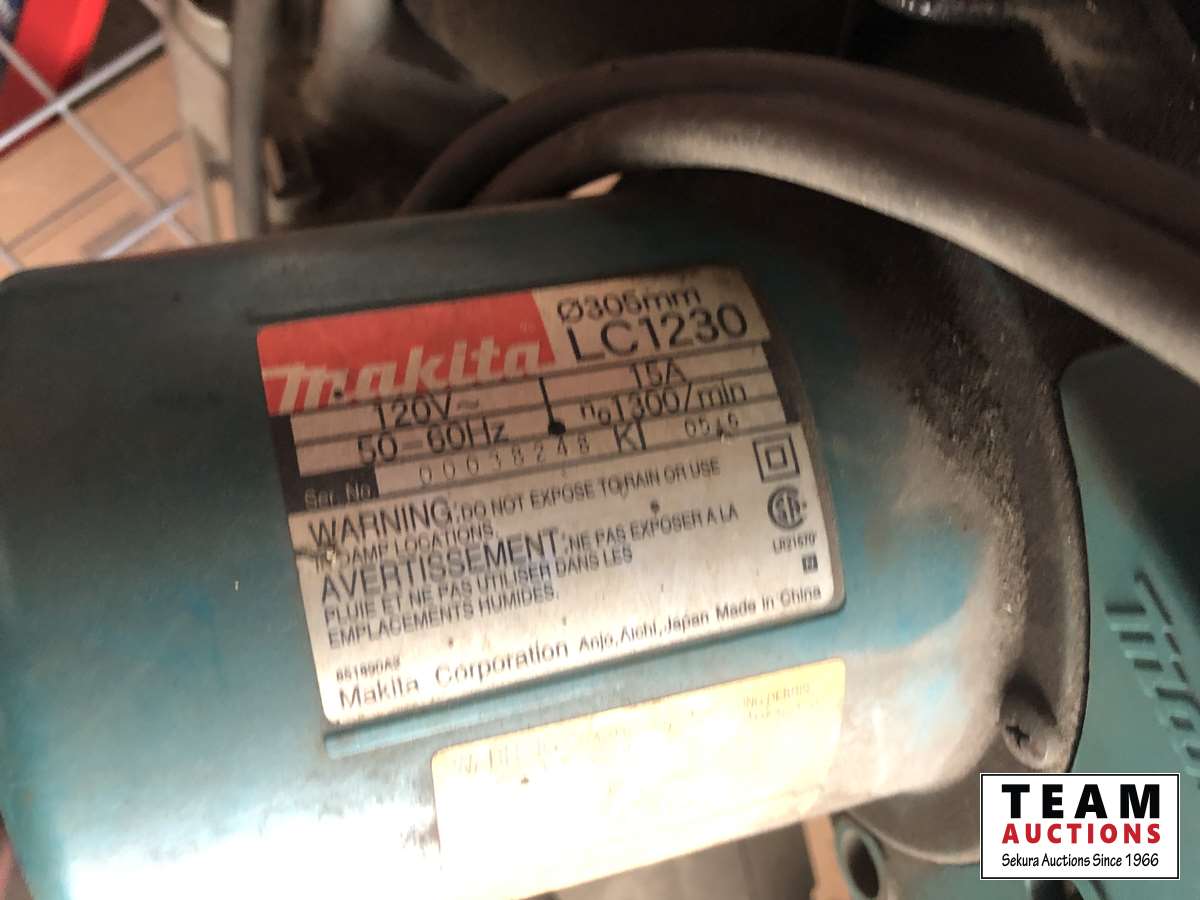 Makita
Ø305mm
LC1230
120V~ 15A
50-60Hz n₀1300/min
Ser. No 00038248 K
WARNING: DO NOT EXPOSE TO RAIN OR USE
IN DAMP LOCATIONS.
AVERTISSEMENT: NE PAS EXPOSER A LA
PLUIE ET NE PAS UTILISER DANS LES
EMPLACEMENTS HUMIDES.
LR21570
Makita Corporation Anjo, Aichi, Japan Made in China
TEAM
AUCTIONS
Sekura Auctions Since 1966